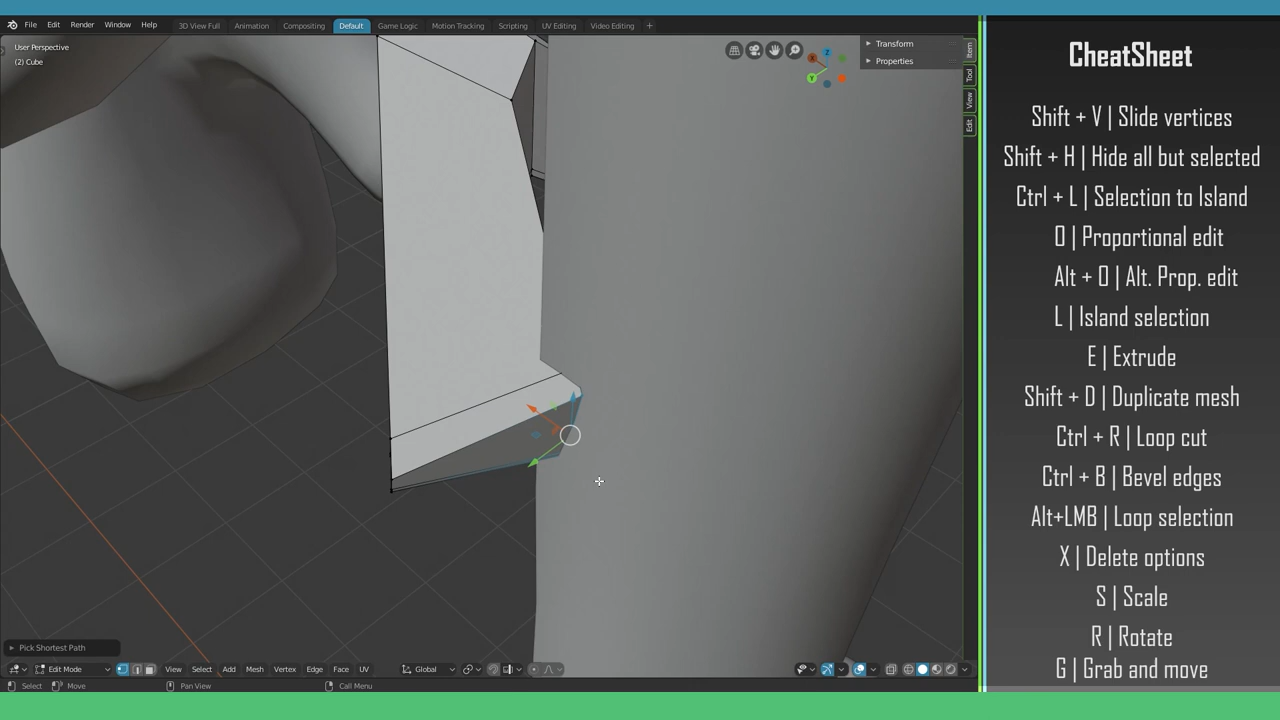 File Edit Render Window Help
3D View Full Animation Compositing Default Game Logic Motion Tracking Scripting UV Editing Video Editing +
User Perspective
(2) Cube
Transform
Properties
Item
Tool
View
Edit
Z
Y
Pick Shortest Path
Edit Mode View Select Add Mesh Vertex Edge Face UV Global
Select Move Pan View Call Menu
CheatSheet
Shift + V | Slide vertices
Shift + H | Hide all but selected
Ctrl + L | Selection to Island
O | Proportional edit
Alt + O | Alt. Prop. edit
L | Island selection
E | Extrude
Shift + D | Duplicate mesh
Ctrl + R | Loop cut
Ctrl + B | Bevel edges
Alt+LMB | Loop selection
X | Delete options
S | Scale
R | Rotate
G | Grab and move